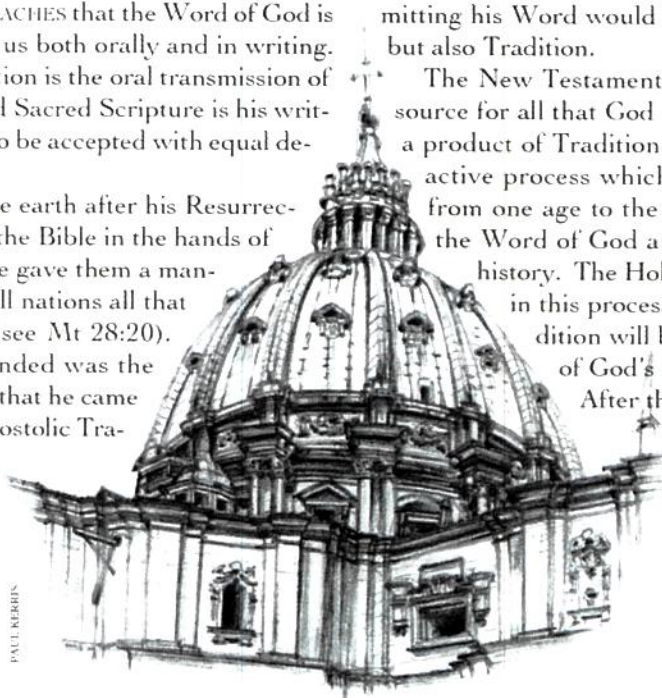 ACHES that the Word of God is
us both orally and in writing.
ion is the oral transmission of
d Sacred Scripture is his writ-
o be accepted with equal de-
e earth after his Resurrec-
the Bible in the hands of
e gave them a man-
ll nations all that
see Mt 28:20).
nded was the
that he came
ostolic Tra-
mitting his Word would
but also Tradition.
The New Testament
source for all that God
a product of Tradition
active process which
from one age to the
the Word of God a
history. The Hol
in this proces
dition will b
of God's
After th
PAUL KERRIS